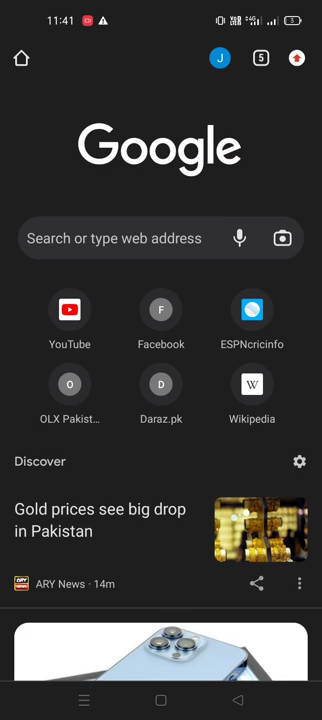 11:41
J
5
Google
Search or type web address
YouTube
F
Facebook
ESPNcricinfo
O
OLX Pakist...
D
Daraz.pk
W
Wikipedia
Discover
Gold prices see big drop
in Pakistan
ARY News · 14m